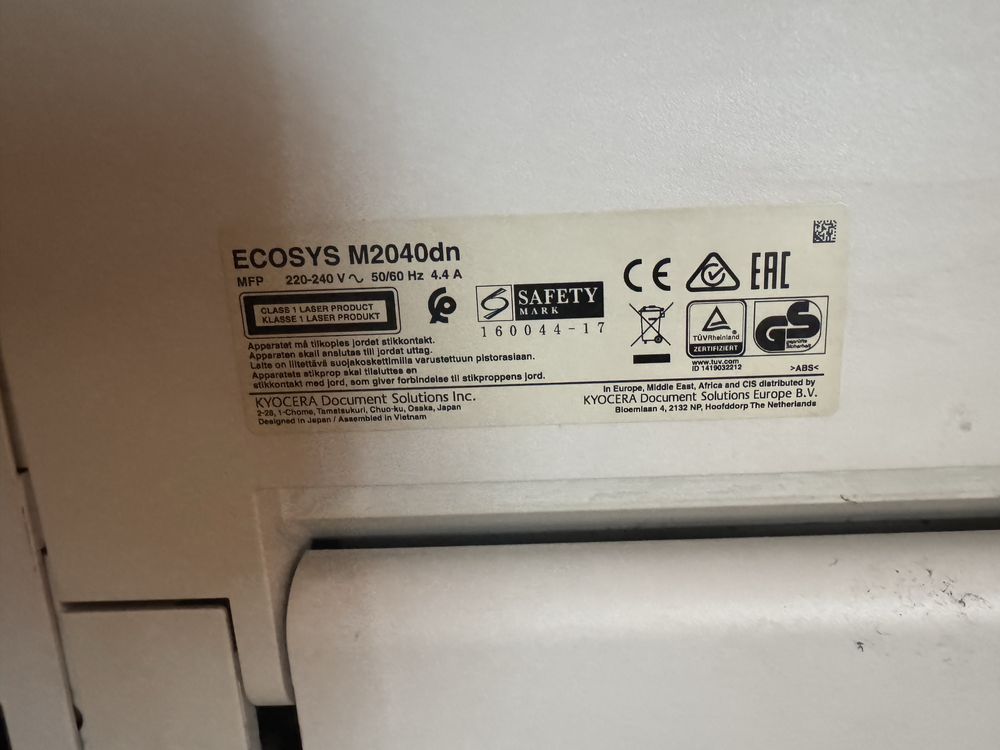 ECOSYS M2040dn
MFP 220-240 V ∿ 50/60 Hz 4.4 A
CLASS 1 LASER PRODUCT
KLASSE 1 LASER PRODUKT
SAFETY
MARK
160044-17
CE
EAC
TÜVRheinland
ZERTIFIZIERT
www.tuv.com
ID 1419032212
GS
geprüfte
Sicherheit
>ABS<
Apparatet må tilkoples jordet stikkontakt.
Apparaten skall anslutas till jordat uttag.
Laite on liitettävä suojakoskettimilla varustettuun pistorasiaan.
Apparatets stikprop skal tilsluttes en
stikkontakt med jord, som giver forbindelse til stikproppens jord.
KYOCERA Document Solutions Inc.
2-28, 1-Chome, Tamatsukuri, Chuo-ku, Osaka, Japan
Designed in Japan / Assembled in Vietnam
In Europe, Middle East, Africa and CIS distributed by
KYOCERA Document Solutions Europe B.V.
Bloemlaan 4, 2132 NP, Hoofddorp The Netherlands